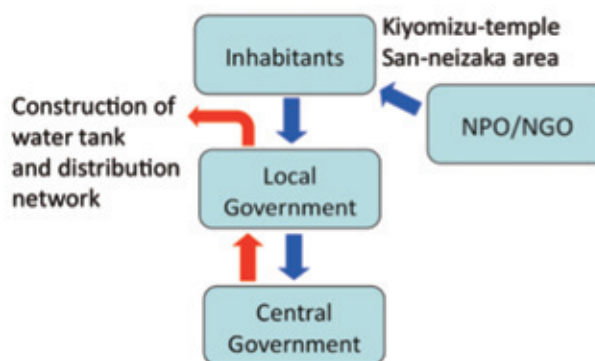 Kiyomizu-temple
San-neizaka area
Inhabitants
NPO/NGO
Construction of
water tank
and distribution
network
Local
Government
Central
Government